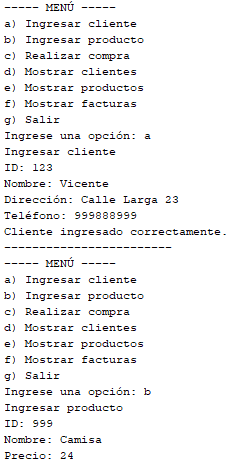 ----- MENÚ -----
a) Ingresar cliente
b) Ingresar producto
c) Realizar compra
d) Mostrar clientes
e) Mostrar productos
f) Mostrar facturas
g) Salir
Ingrese una opción: a
Ingresar cliente
ID: 123
Nombre: Vicente
Dirección: Calle Larga 23
Teléfono: 999888999
Cliente ingresado correctamente.
------------------------
----- MENÚ -----
a) Ingresar cliente
b) Ingresar producto
c) Realizar compra
d) Mostrar clientes
e) Mostrar productos
f) Mostrar facturas
g) Salir
Ingrese una opción: b
Ingresar producto
ID: 999
Nombre: Camisa
Precio: 24